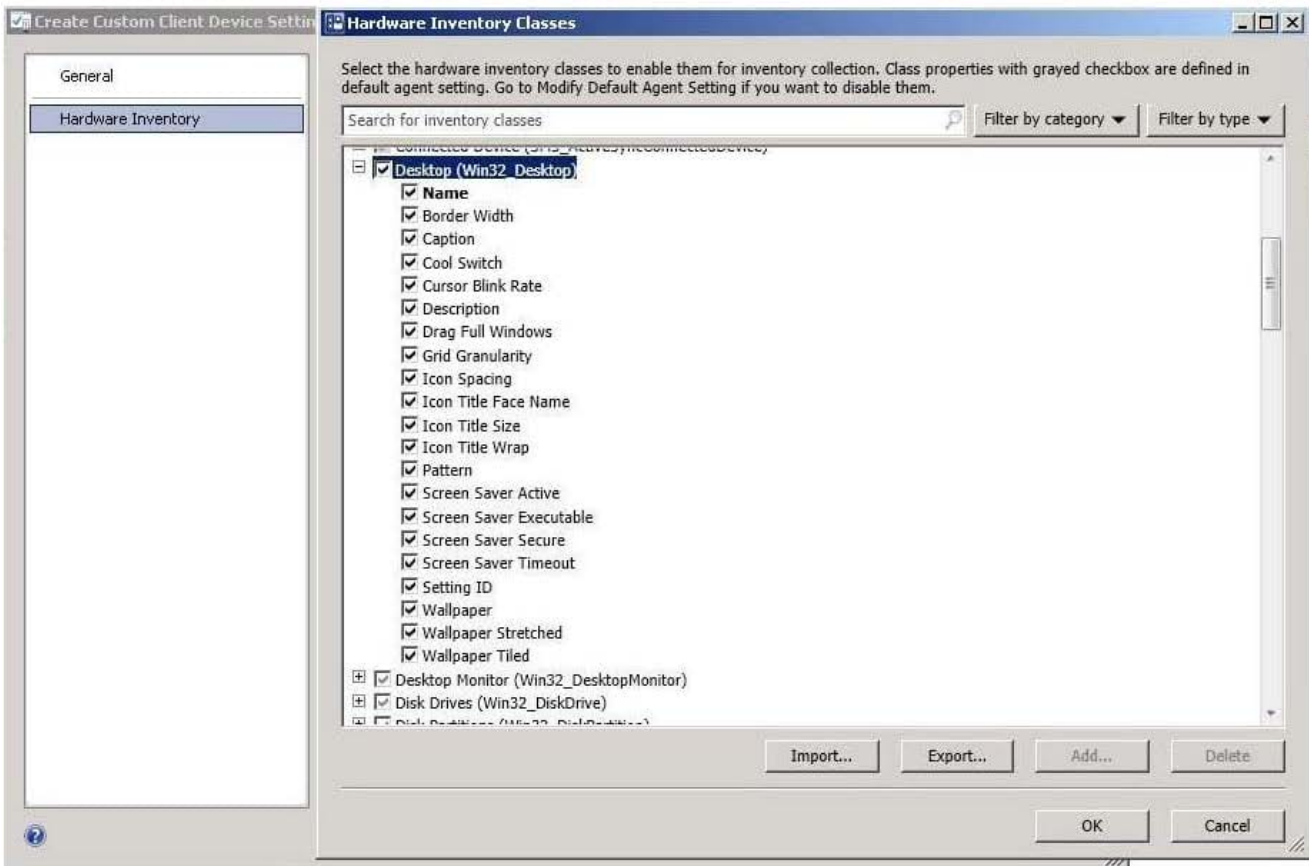 Create Custom Client Device Settin
Hardware Inventory Classes
General
Hardware Inventory
Select the hardware inventory classes to enable them for inventory collection. Class properties with grayed checkbox are defined in
default agent setting. Go to Modify Default Agent Setting if you want to disable them.
Search for inventory classes
Filter by category
Filter by type
Connected Device (SMS_ActiveSyncConnectedDevice)
Desktop (Win32_Desktop)
Name
Border Width
Caption
Cool Switch
Cursor Blink Rate
Description
Drag Full Windows
Grid Granularity
Icon Spacing
Icon Title Face Name
Icon Title Size
Icon Title Wrap
Pattern
Screen Saver Active
Screen Saver Executable
Screen Saver Secure
Screen Saver Timeout
Setting ID
Wallpaper
Wallpaper Stretched
Wallpaper Tiled
Desktop Monitor (Win32_DesktopMonitor)
Disk Drives (Win32_DiskDrive)
Disk Partitions (Win32_DiskPartition)
Import...
Export...
Add...
Delete
OK
Cancel